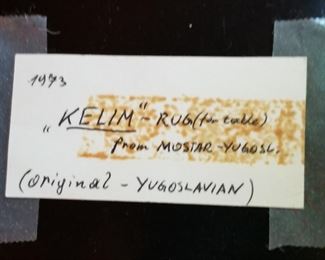 1973
„KELIM“ - RUG (for table)
from MOSTAR - YUGOSL.
(original - YUGOSLAVIAN)